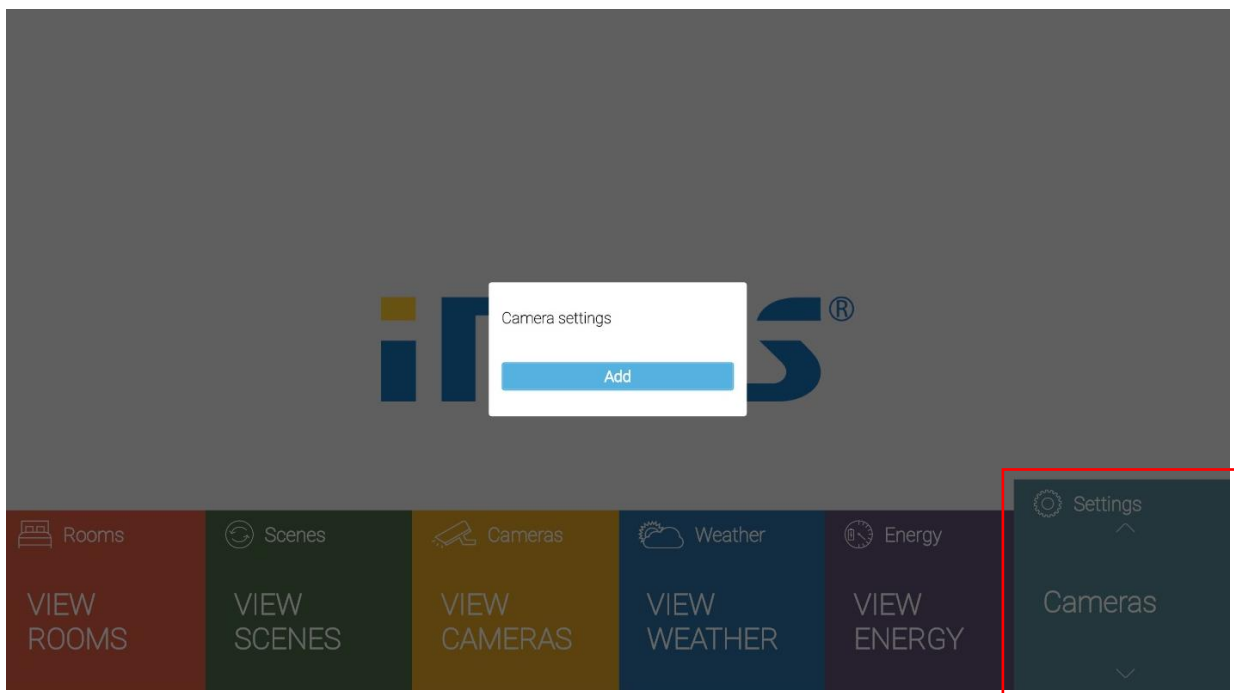 ®
Camera settings
Add
Settings
Rooms
Scenes
Cameras
Weather
Energy
Cameras
VIEW
ROOMS
VIEW
SCENES
VIEW
CAMERAS
VIEW
WEATHER
VIEW
ENERGY